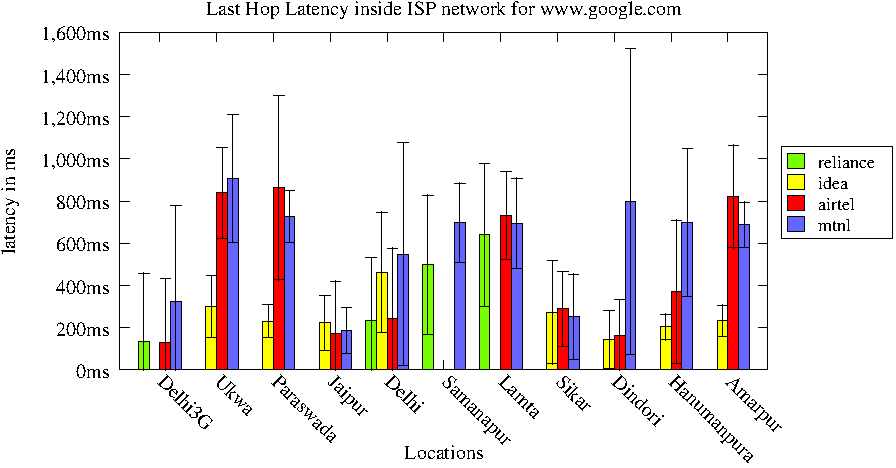 Last Hop Latency inside ISP network for www.google.com
1,600ms
1,400ms
1,200ms
1,000ms
800ms
600ms
400ms
200ms
0ms
latency in ms
reliance
idea
airtel
mtnl
Delhi3G
Ukwa
Paraswada
Jaipur
Delhi
Samanapur
Lamta
Sikar
Dindori
Hanumanpura
Amarpur
Locations